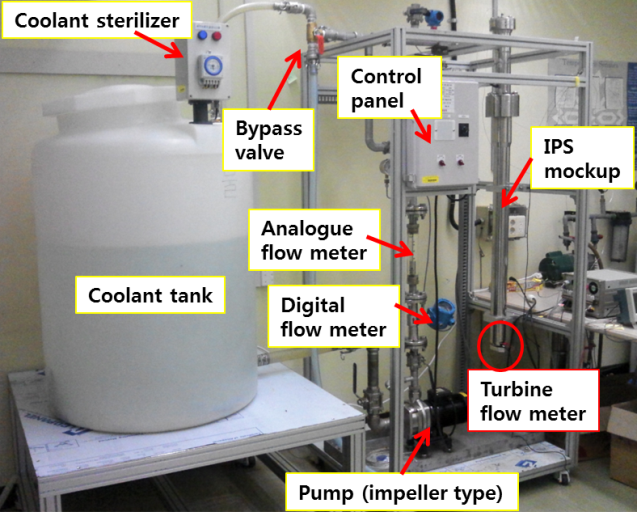 Coolant sterilizer
Bypass
valve
Control
panel
IPS
mockup
Analogue
flow meter
Coolant tank
Digital
flow meter
Turbine
flow meter
Pump (impeller type)